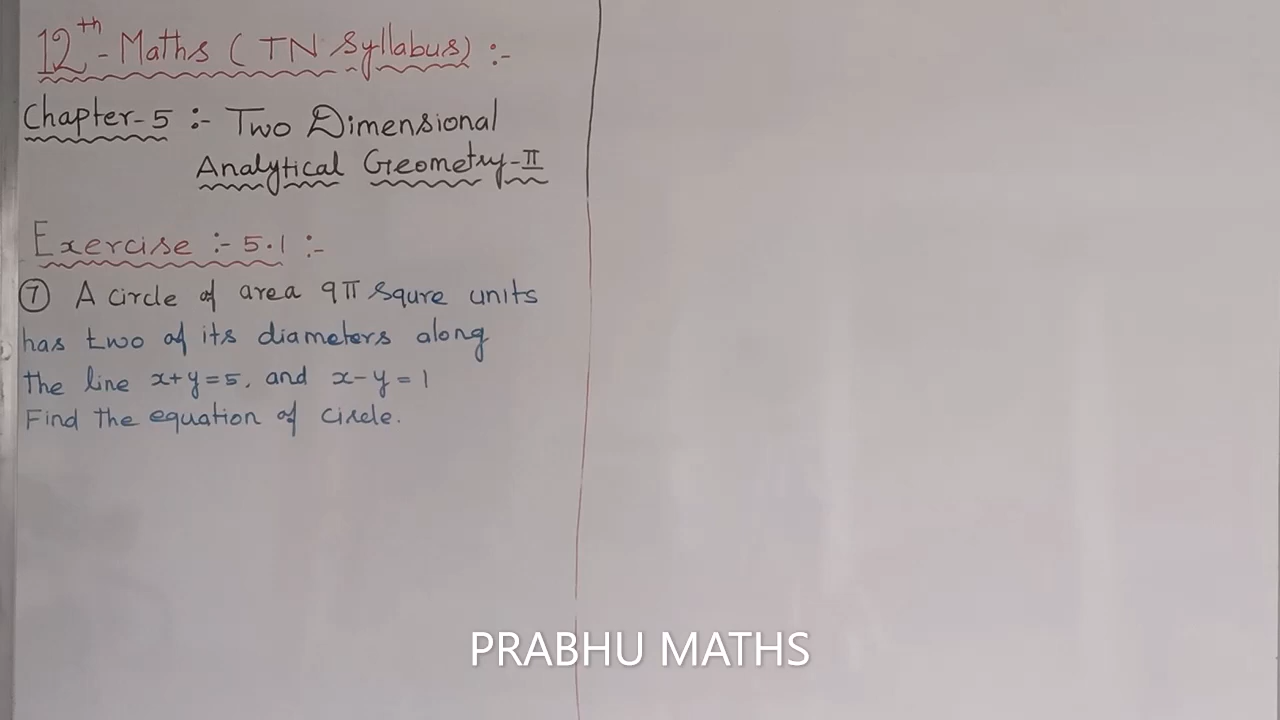 12th - Maths ( TN Syllabus) :-
Chapter-5 :- Two Dimensional
Analytical Geometry-II
Exercise :- 5.1 :-
⑦ A circle of area 9π squre units
has two of its diameters along
the line x+y=5, and x-y=1
Find the equation of circle.
PRABHU MATHS